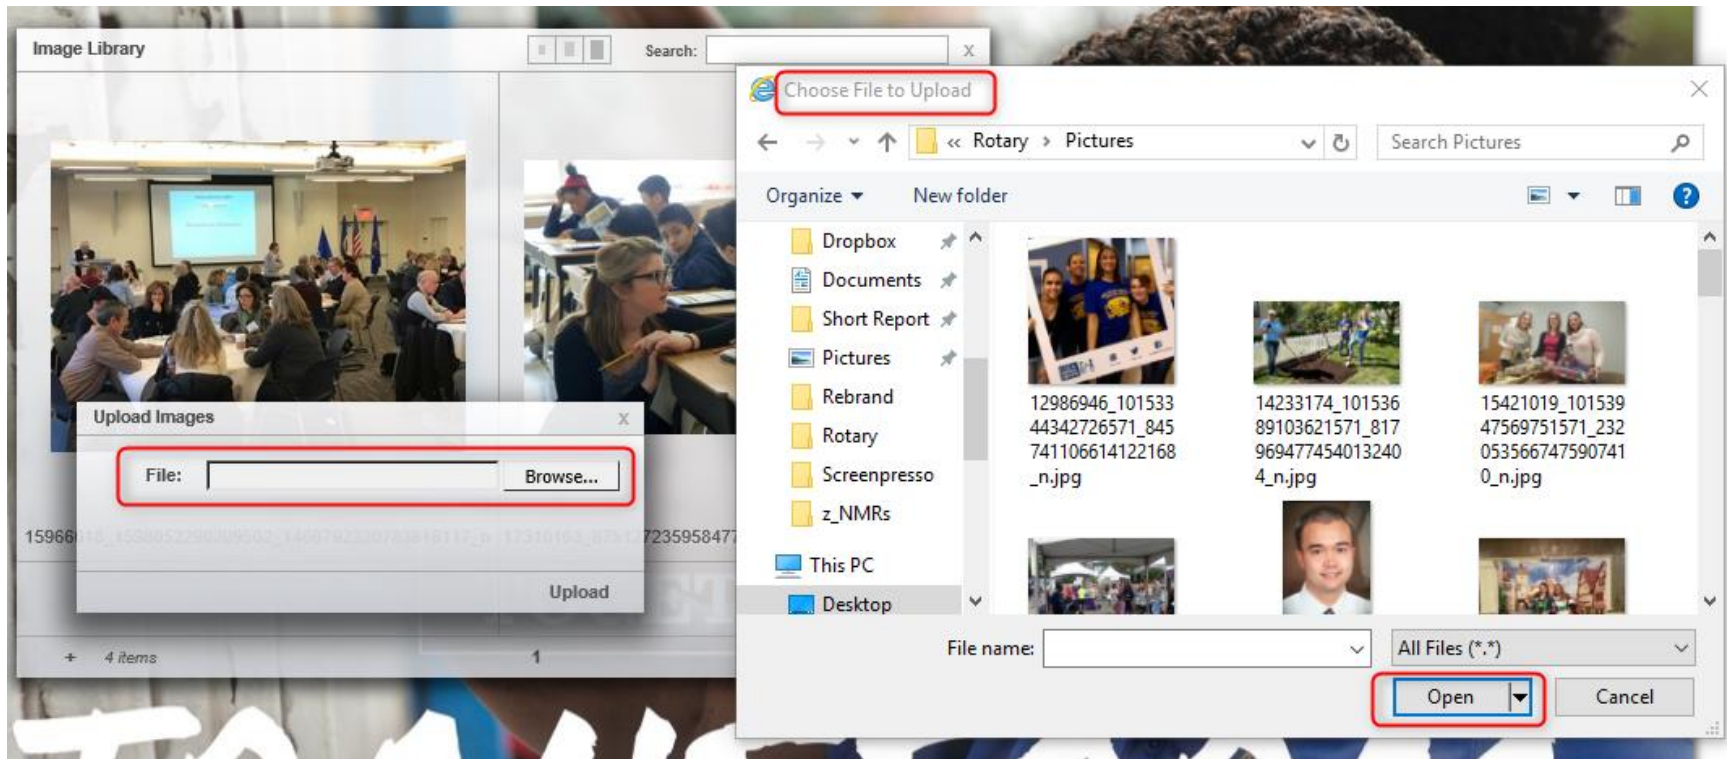 Image Library
Search:
x
Choose File to Upload
« Rotary > Pictures
Search Pictures
Organize
New folder
?
Dropbox
Documents
Short Report
Pictures
Rebrand
Rotary
Screenpresso
z_NMRs
This PC
Desktop
12986946_101533
44342726571_845
741106614122168
_n.jpg
14233174_101536
89103621571_817
969477454013240
4_n.jpg
15421019_101539
47569751571_232
053566747590741
0_n.jpg
Upload Images
x
File:
Browse...
Upload
+ 4 items
1
File name:
All Files (*.*)
Open
Cancel